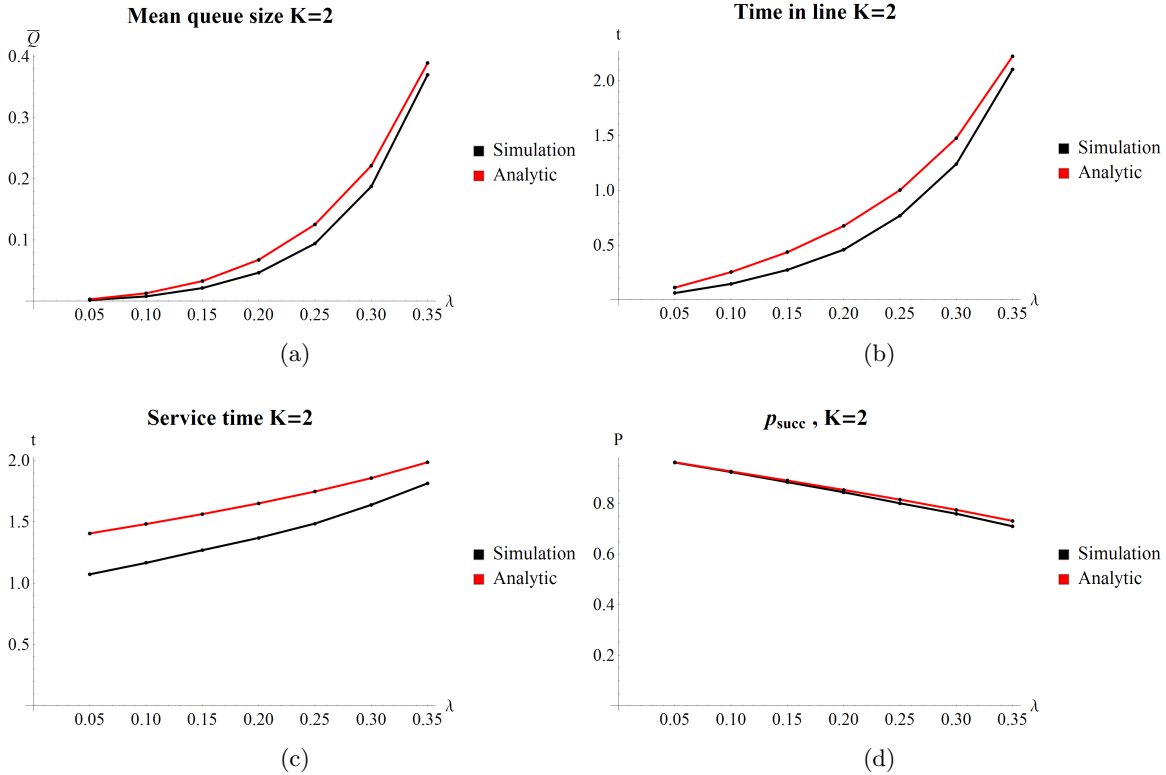 Mean queue size K=2
Q̅
0.4
0.3
0.2
0.1
0.05 0.10 0.15 0.20 0.25 0.30 0.35 λ
Simulation
Analytic
(a)
Time in line K=2
t
2.0
1.5
1.0
0.5
0.05 0.10 0.15 0.20 0.25 0.30 0.35 λ
Simulation
Analytic
(b)
Service time K=2
t
2.0
1.5
1.0
0.5
0.05 0.10 0.15 0.20 0.25 0.30 0.35 λ
Simulation
Analytic
(c)
p_succ , K=2
P
0.8
0.6
0.4
0.2
0.05 0.10 0.15 0.20 0.25 0.30 0.35 λ
Simulation
Analytic
(d)